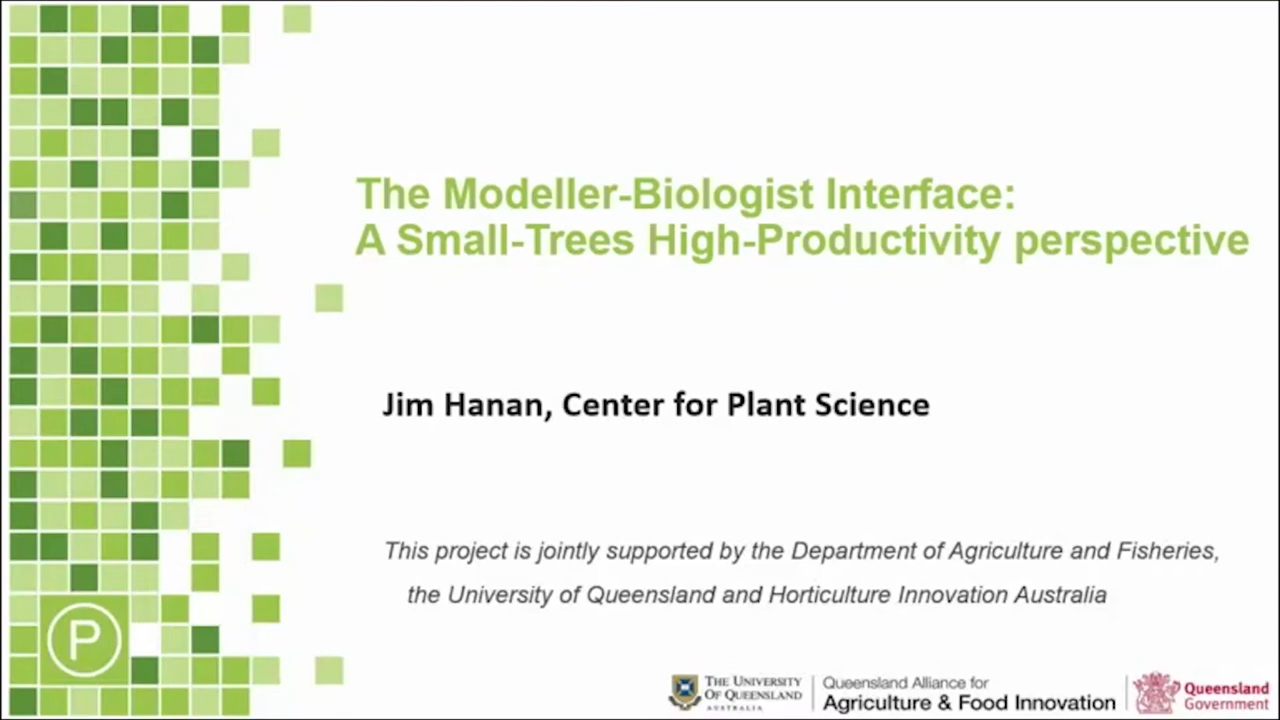 The Modeller-Biologist Interface:
A Small-Trees High-Productivity perspective
Jim Hanan, Center for Plant Science
This project is jointly supported by the Department of Agriculture and Fisheries,
the University of Queensland and Horticulture Innovation Australia
P
THE UNIVERSITY
OF QUEENSLAND
AUSTRALIA
Queensland Alliance for
Agriculture & Food Innovation
Queensland
Government